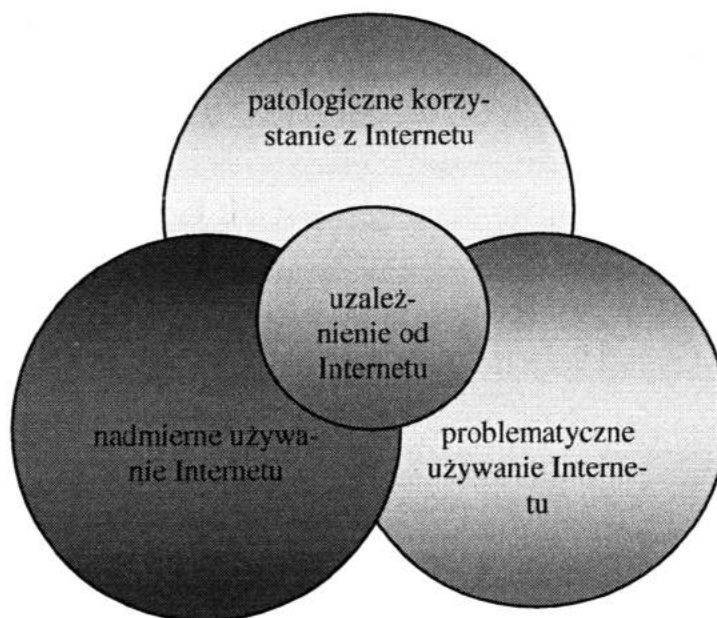 patologiczne korzy-
stanie z Internetu
uzależ-
nienie od
Internetu
nadmierne używa-
nie Internetu
problematyczne
używanie Interne-
tu